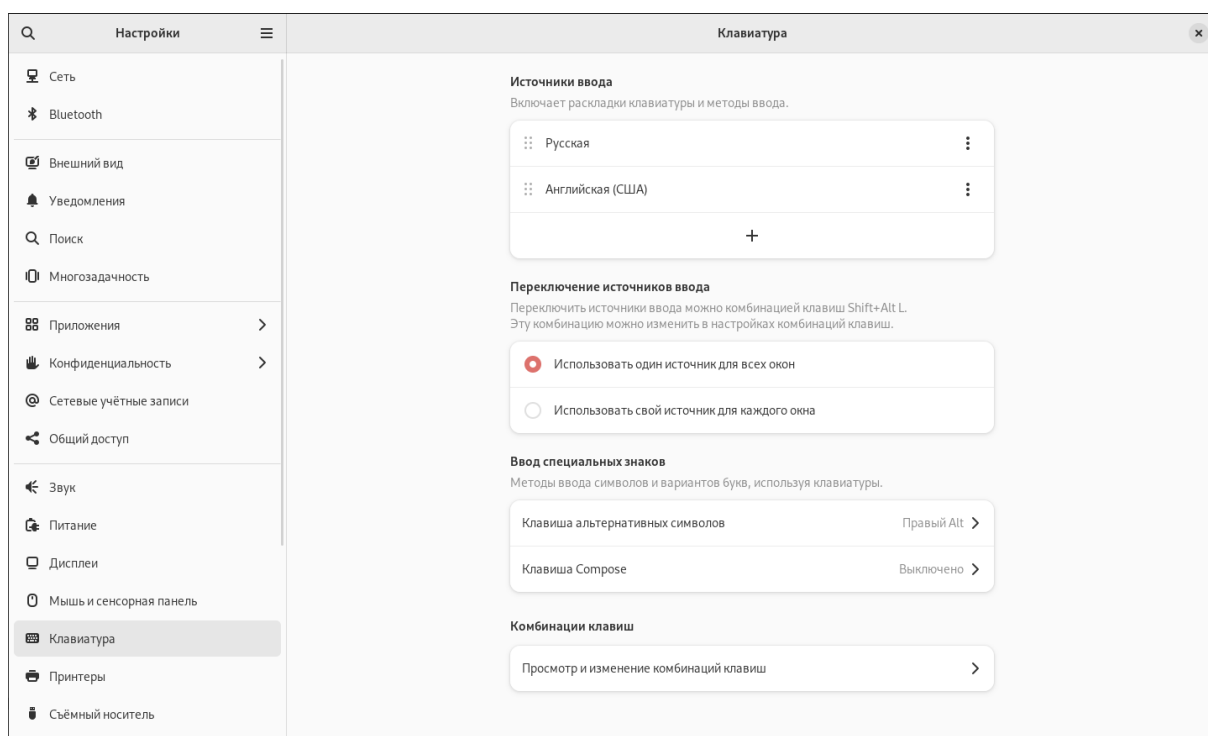 Настройки
Сеть
Bluetooth
Внешний вид
Уведомления
Поиск
Многозадачность
Приложения
Конфиденциальность
Сетевые учётные записи
Общий доступ
Звук
Питание
Дисплеи
Мышь и сенсорная панель
Клавиатура
Принтеры
Съёмный носитель
Клавиатура
Источники ввода
Включает раскладки клавиатуры и методы ввода.
Русская
Английская (США)
Переключение источников ввода
Переключить источники ввода можно комбинацией клавиш Shift+Alt L.
Эту комбинацию можно изменить в настройках комбинаций клавиш.
Использовать один источник для всех окон
Использовать свой источник для каждого окна
Ввод специальных знаков
Методы ввода символов и вариантов букв, используя клавиатуры.
Клавиша альтернативных символов Правый Alt
Клавиша Compose Выключено
Комбинации клавиш
Просмотр и изменение комбинаций клавиш